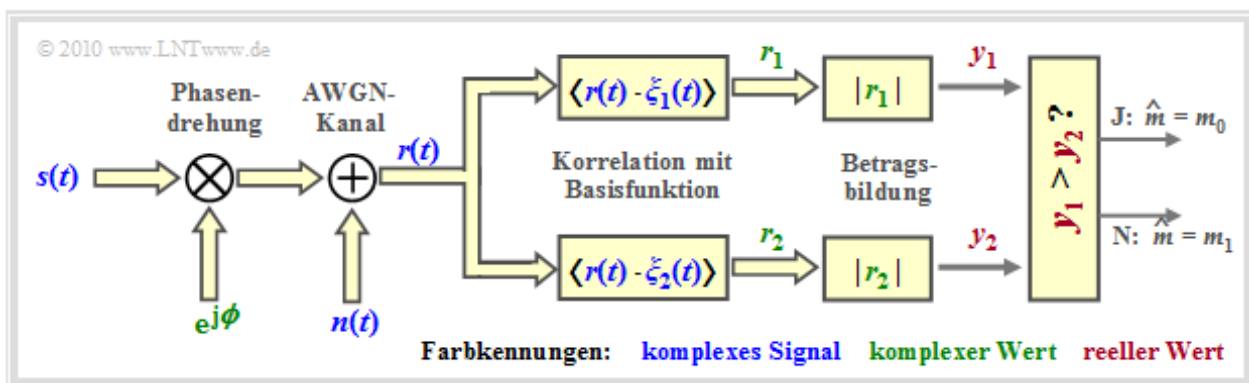 © 2010 www.LNTwww.de
Phasen-
drehung
AWGN-
Kanal
s(t)
r(t)
e^jϕ
n(t)
⟨r(t) · ξ₁(t)⟩
r₁
|r₁|
y₁
Korrelation mit
Basisfunktion
Betrags-
bildung
⟨r(t) · ξ₂(t)⟩
r₂
|r₂|
y₂
y₁ > y₂ ?
J: m̂ = m₀
N: m̂ = m₁
Farbkennungen: komplexes Signal komplexer Wert reeller Wert